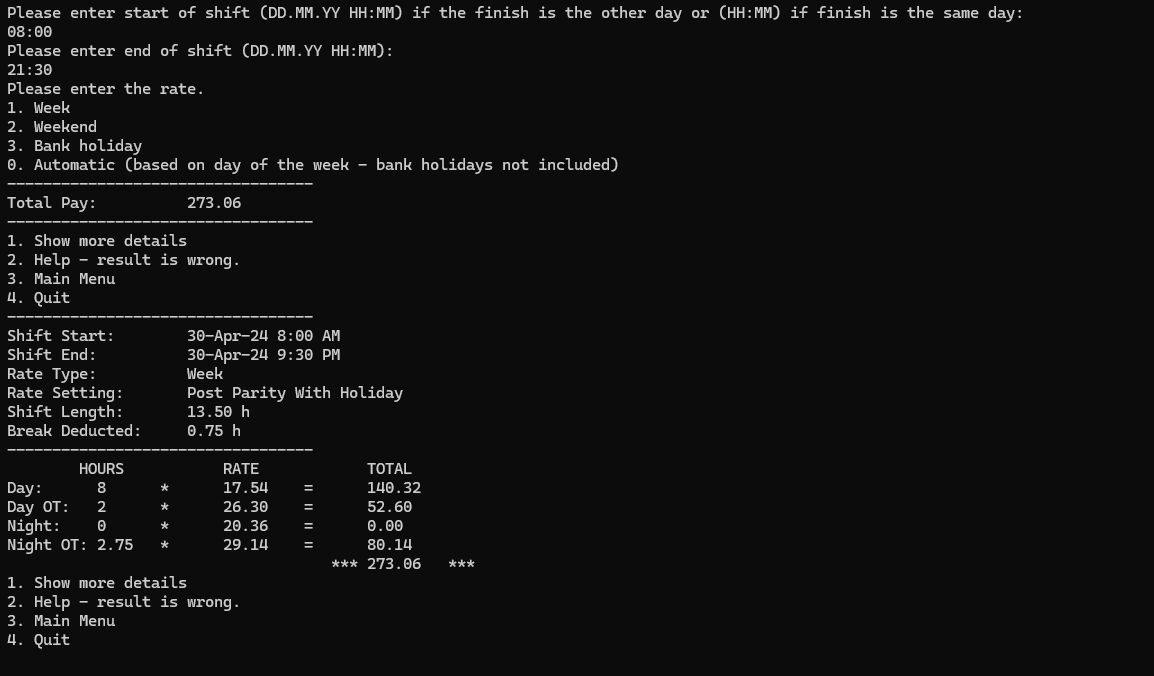 Please enter start of shift (DD.MM.YY HH:MM) if the finish is the other day or (HH:MM) if finish is the same day:
08:00
Please enter end of shift (DD.MM.YY HH:MM):
21:30
Please enter the rate.
1. Week
2. Weekend
3. Bank holiday
0. Automatic (based on day of the week - bank holidays not included)
----------------------------------
Total Pay:          273.06
----------------------------------
1. Show more details
2. Help - result is wrong.
3. Main Menu
4. Quit
----------------------------------
Shift Start:        30-Apr-24 8:00 AM
Shift End:          30-Apr-24 9:30 PM
Rate Type:          Week
Rate Setting:       Post Parity With Holiday
Shift Length:       13.50 h
Break Deducted:     0.75 h
----------------------------------
        HOURS           RATE            TOTAL
Day:      8      *      17.54    =      140.32
Day OT:   2      *      26.30    =      52.60
Night:    0      *      20.36    =      0.00
Night OT: 2.75   *      29.14    =      80.14
                                    *** 273.06   ***
1. Show more details
2. Help - result is wrong.
3. Main Menu
4. Quit